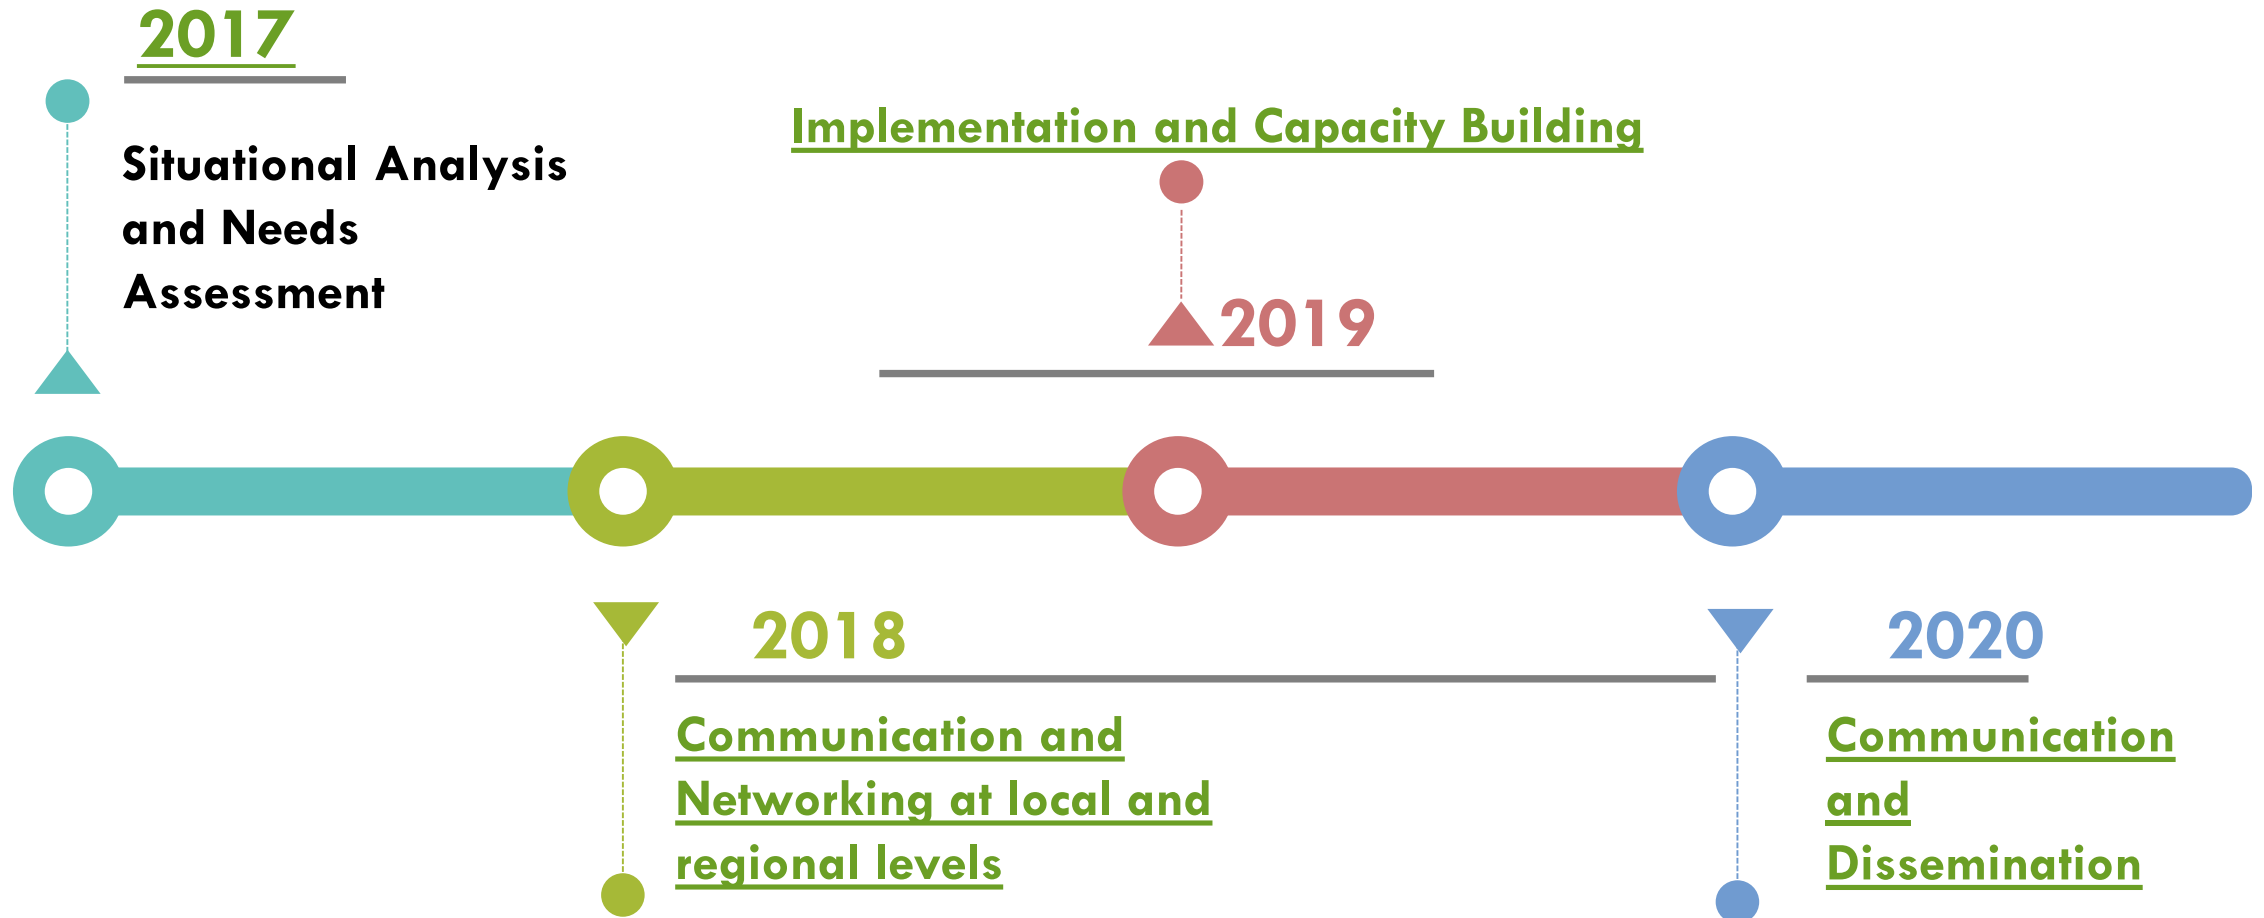 2017
Situational Analysis
and Needs
Assessment
Implementation and Capacity Building
2019
2018
Communication and
Networking at local and
regional levels
2020
Communication
and
Dissemination